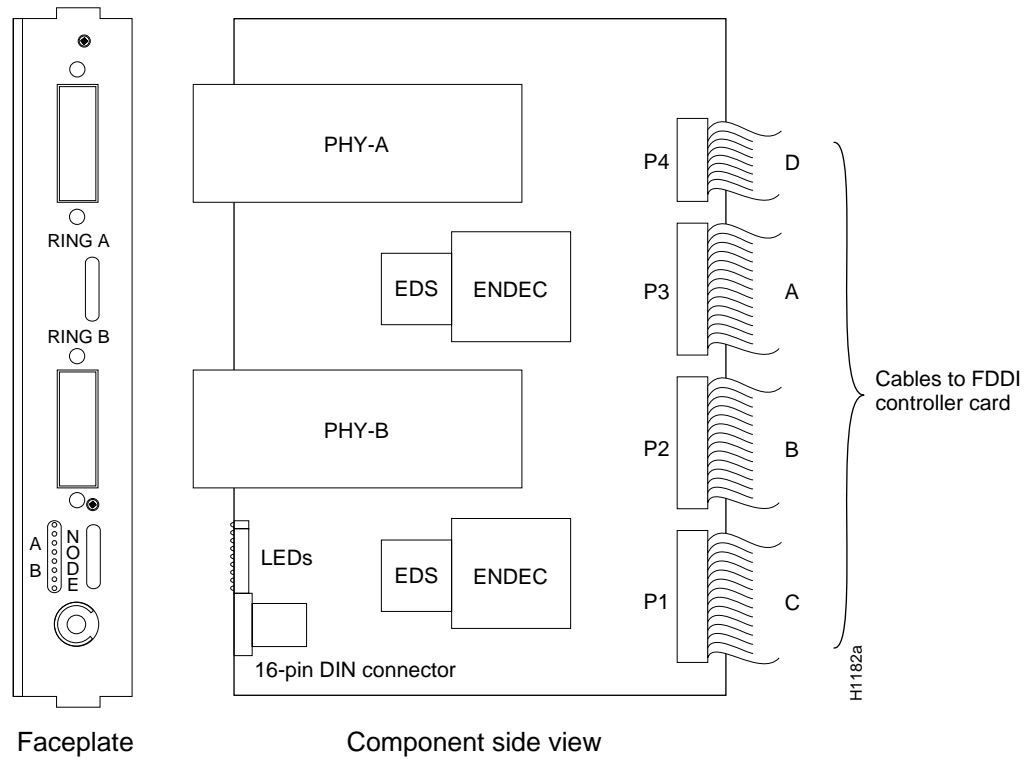 RING A
RING B
A
B
NODE
Faceplate
PHY-A
EDS
ENDEC
PHY-B
LEDs
EDS
ENDEC
16-pin DIN connector
P4
D
P3
A
P2
B
P1
C
Cables to FDDI
controller card
H1182a
Component side view